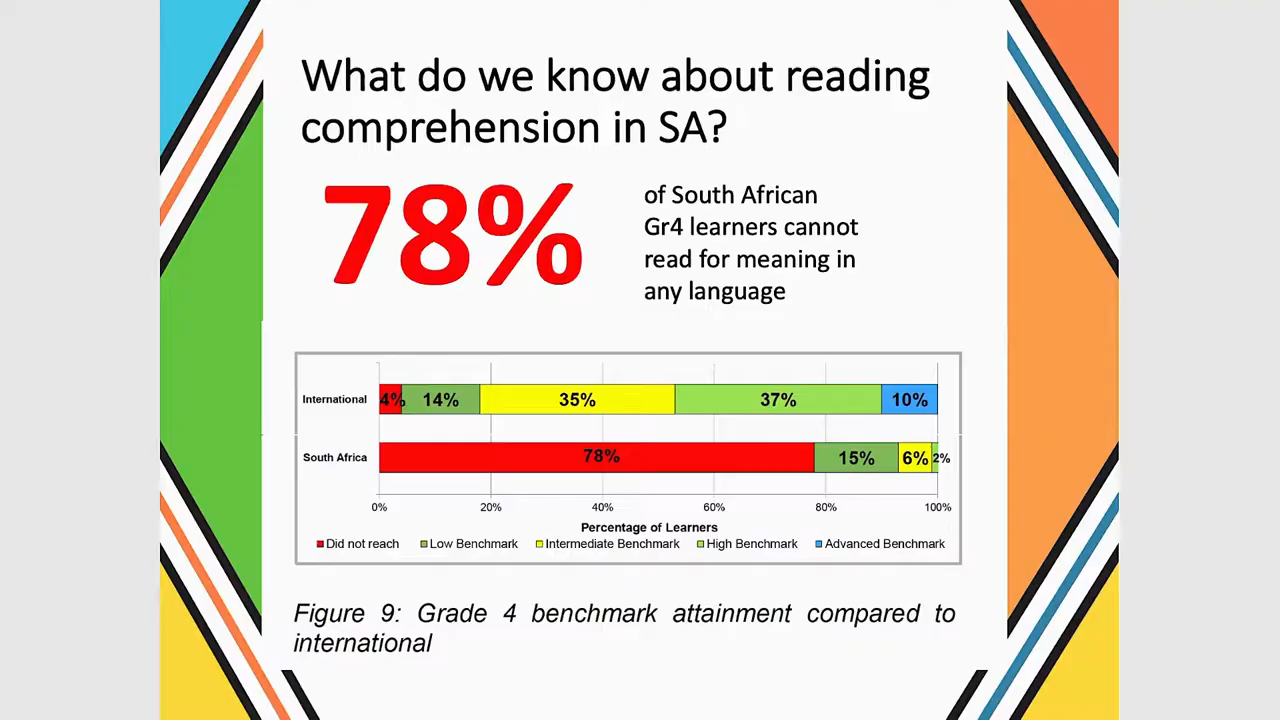 What do we know about reading
comprehension in SA?
78%
of South African
Gr4 learners cannot
read for meaning in
any language
International 4% 14% 35% 37% 10%
South Africa 78% 15% 6% 2%
0% 20% 40% 60% 80% 100%
Percentage of Learners
Did not reach Low Benchmark Intermediate Benchmark High Benchmark Advanced Benchmark
Figure 9: Grade 4 benchmark attainment compared to
international